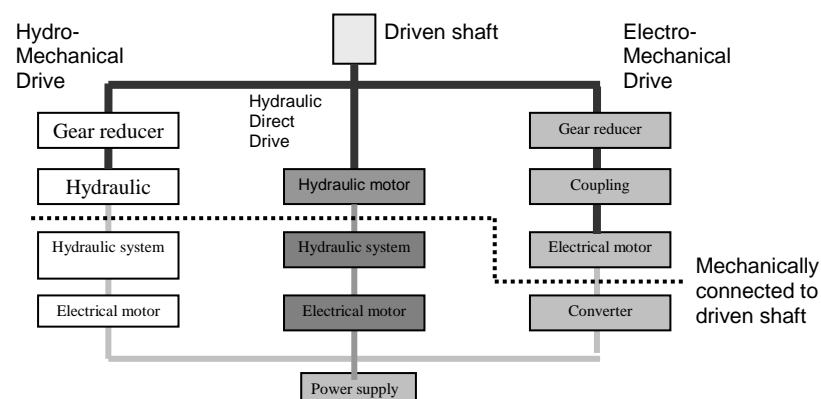 Hydro-
Mechanical
Drive
Driven shaft
Electro-
Mechanical
Drive
Hydraulic
Direct
Drive
Gear reducer
Gear reducer
Hydraulic
Hydraulic motor
Coupling
Hydraulic system
Hydraulic system
Electrical motor
Mechanically
connected to
driven shaft
Electrical motor
Electrical motor
Converter
Power supply